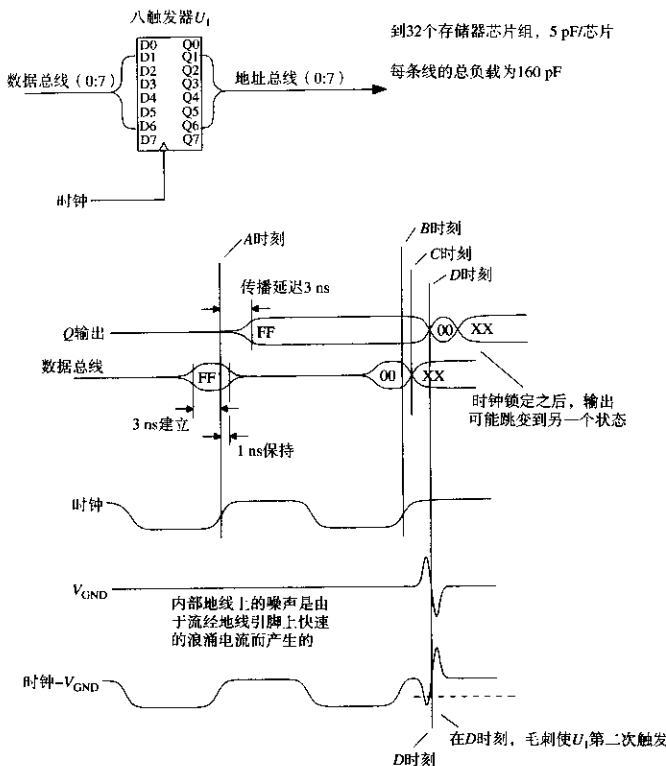 八触发器U₁
D0 Q0
D1 Q1
D2 Q2
D3 Q3
D4 Q4
D5 Q5
D6 Q6
D7 Q7
数据总线（0:7）
地址总线（0:7）
到32个存储器芯片组，5 pF/芯片
每条线的总负载为160 pF
时钟
A时刻
B时刻
C时刻
D时刻
传播延迟3 ns
Q输出
FF
00
XX
数据总线
FF
00
XX
3 ns建立
1 ns保持
时钟锁定之后，输出
可能跳变到另一个状态
时钟
V_GND
内部地线上的噪声是由
于流经地线引脚上快速
的浪涌电流而产生的
时钟-V_GND
D时刻
在D时刻，毛刺使U₁第二次触发